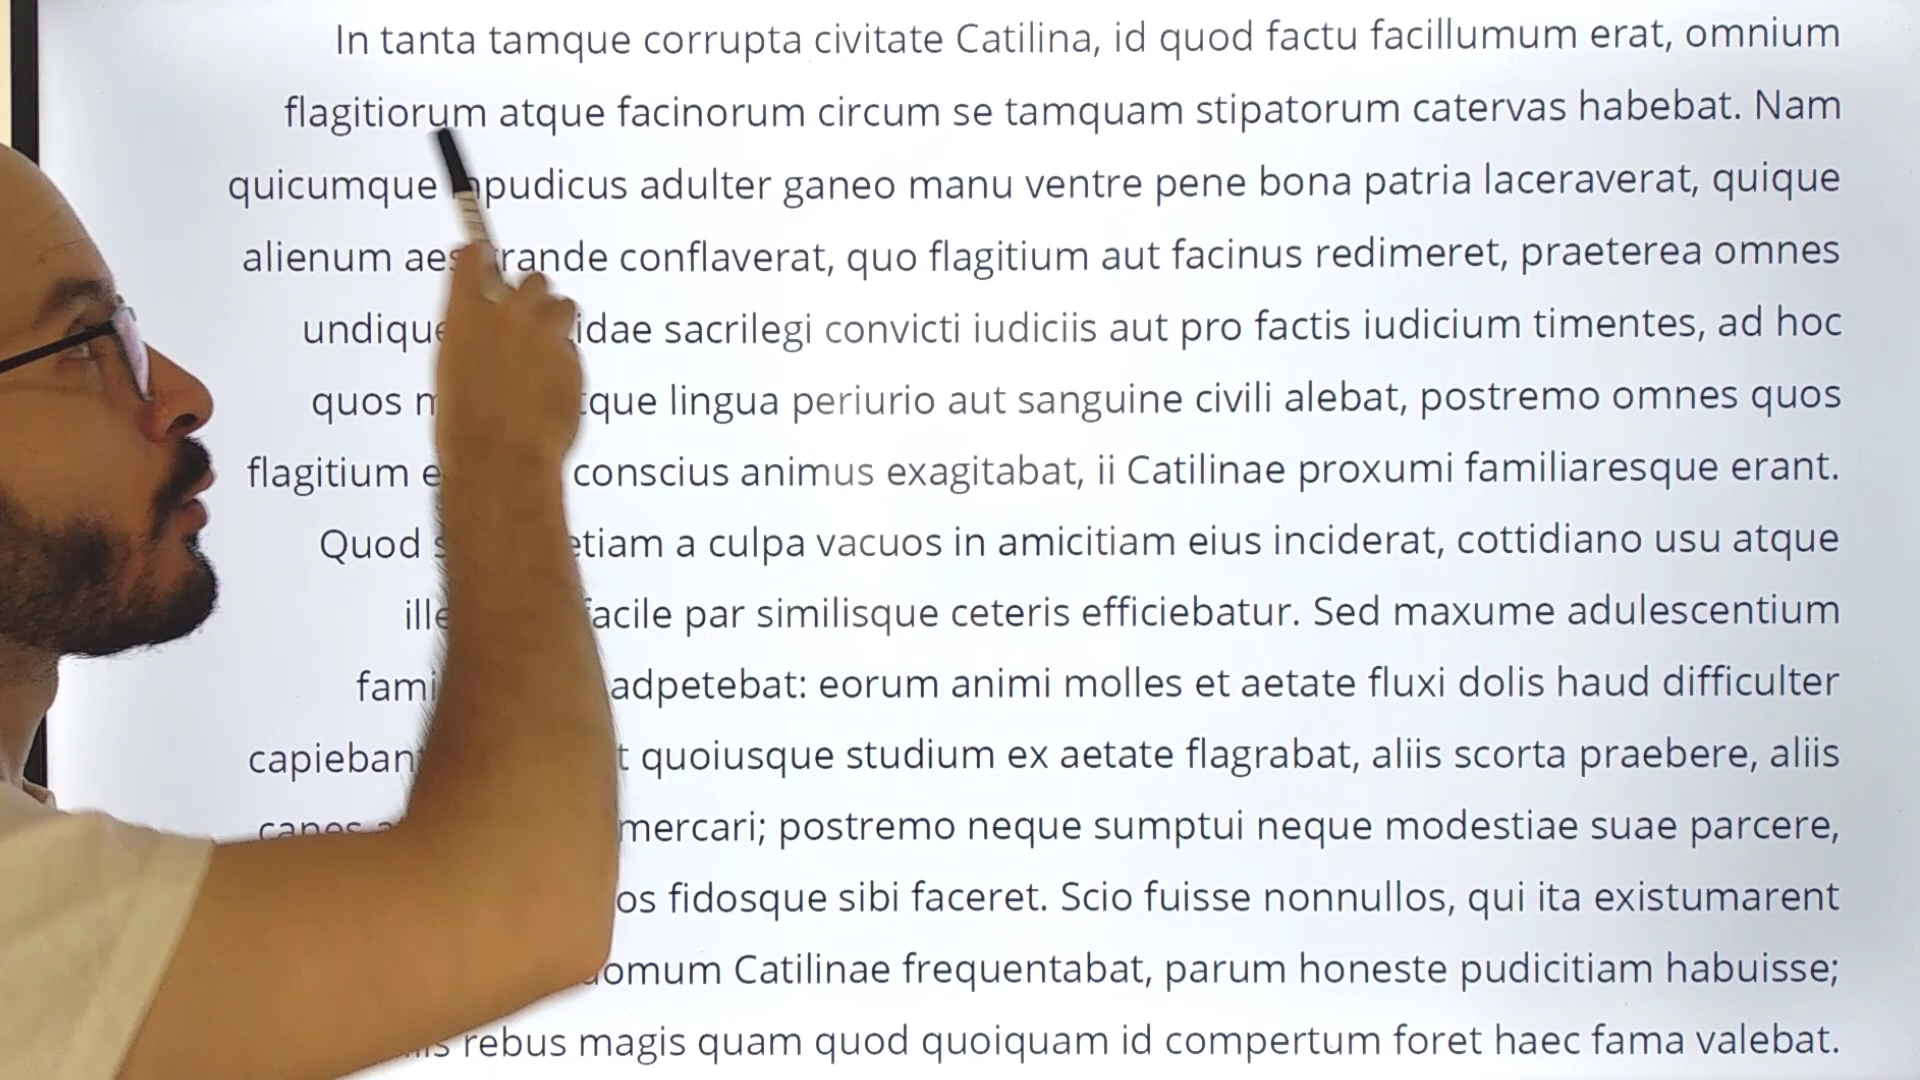 In tanta tamque corrupta civitate Catilina, id quod factu facillumum erat, omnium
flagitiorum atque facinorum circum se tamquam stipatorum catervas habebat. Nam
quicumque adulter ganeo manu ventre pene bona patria laceraverat, quique
alienum conflaverat, quo flagitium aut facinus redimeret, praeterea omnes
sacrilegi convicti iudiciis aut pro factis iudicium timentes, ad hoc
quos lingua periurio aut sanguine civili alebat, postremo omnes quos
flagitium conscius animus exagitabat, ii Catilinae proxumi familiaresque erant.
Quod etiam a culpa vacuos in amicitiam eius inciderat, cottidiano usu atque
par similisque ceteris efficiebatur. Sed maxume adulescentium
adpetebat: eorum animi molles et aetate fluxi dolis haud difficulter
quoiusque studium ex aetate flagrabat, aliis scorta praebere, aliis
mercari; postremo neque sumptui neque modestiae suae parcere,
fidosque sibi faceret. Scio fuisse nonnullos, qui ita existumarent
Catilinae frequentabat, parum honeste pudicitiam habuisse;
rebus magis quam quod quoiquam id compertum foret haec fama valebat.